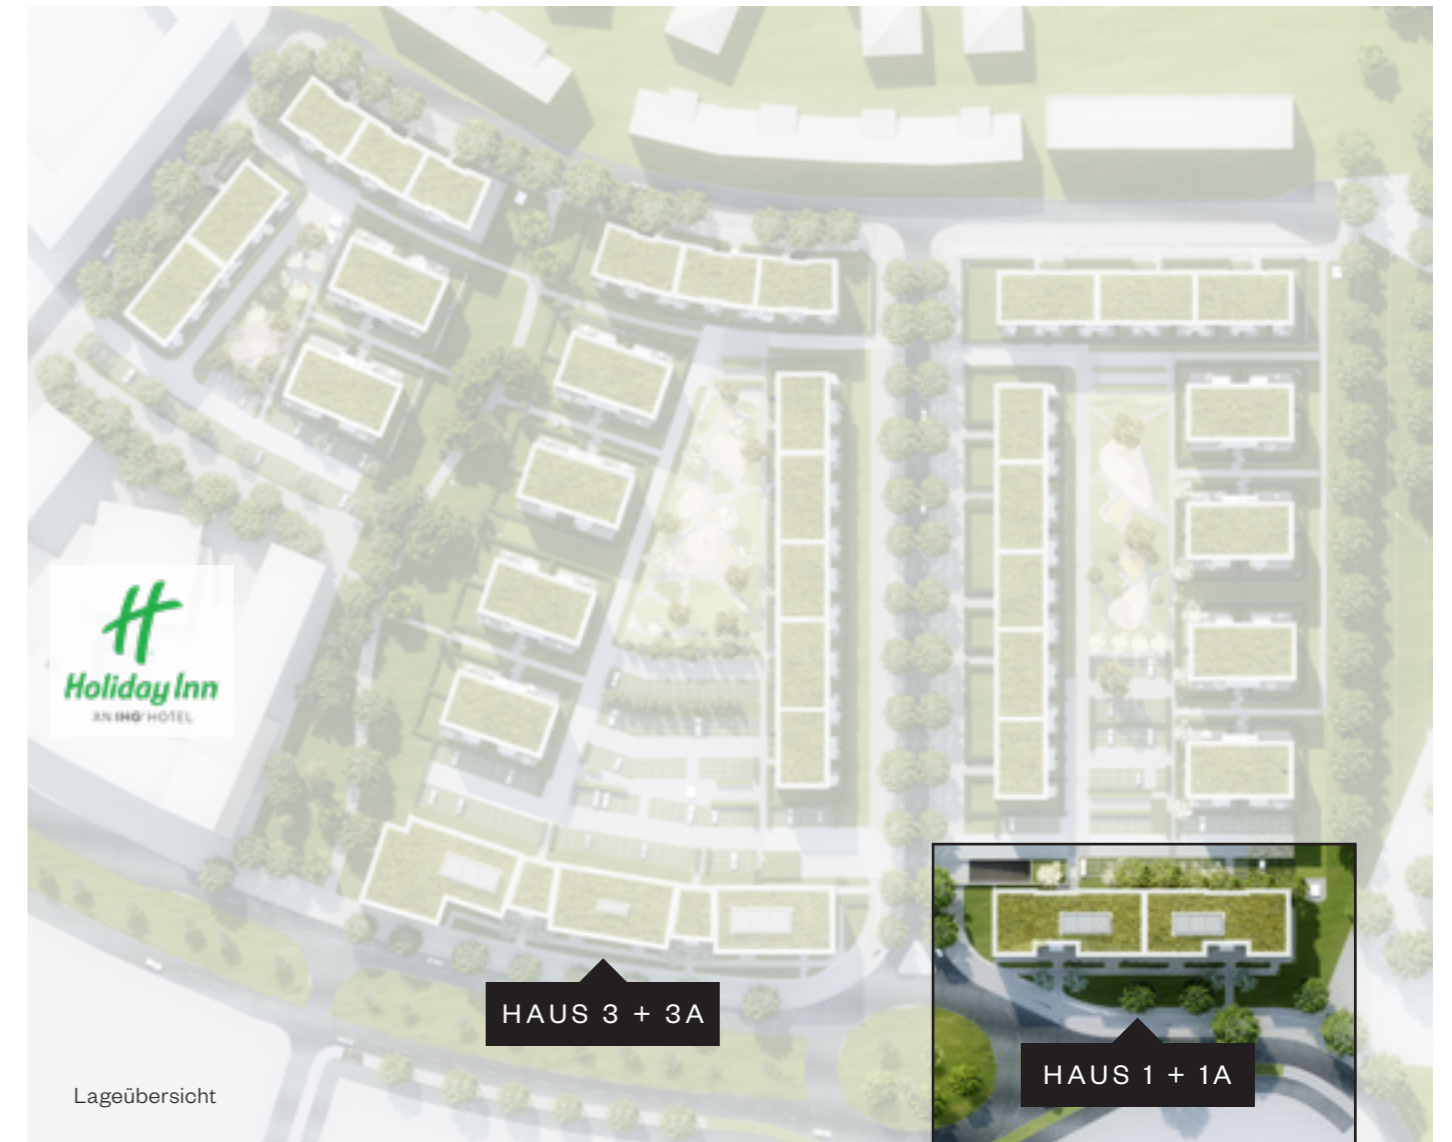 Holiday Inn
AN IHG HOTEL
HAUS 3 + 3A
HAUS 1 + 1A
Lageübersicht